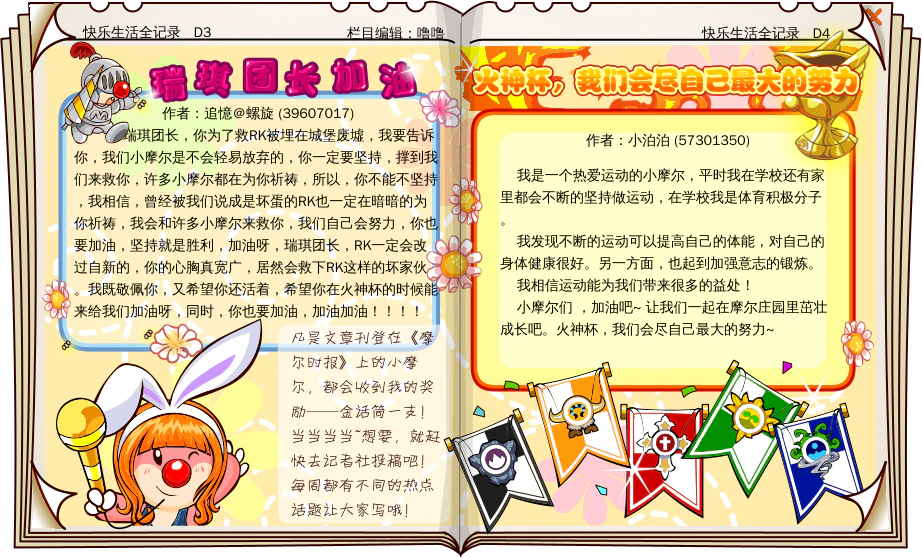 快乐生活全记录　D3
栏目编辑：噜噜
瑞琪团长加油
作者：追憶@螺旋 (39607017)
瑞琪团长，你为了救RK被埋在城堡废墟，我要告诉
你，我们小摩尔是不会轻易放弃的，你一定要坚持，撑到我
们来救你，许多小摩尔都在为你祈祷，所以，你不能不坚持
，我相信，曾经被我们说成是坏蛋的RK也一定在暗暗的为
你祈祷，我会和许多小摩尔来救你，我们自己会努力，你也
要加油，坚持就是胜利，加油呀，瑞琪团长，RK一定会改
过自新的，你的心胸真宽广，居然会救下RK这样的坏家伙
。我既敬佩你，又希望你还活着，希望你在火神杯的时候能
来给我们加油呀，同时，你也要加油，加油加油！！！！
凡是文章刊登在《摩
尔时报》上的小摩
尔，都会收到我的奖
励——金话筒一支！
当当当当~想要，就赶
快去记者社投稿吧！
每周都有不同的热点
话题让大家写哦！
快乐生活全记录　D4
火神杯，我们会尽自己最大的努力
作者：小泊泊 (57301350)
我是一个热爱运动的小摩尔，平时我在学校还有家
里都会不断的坚持做运动，在学校我是体育积极分子
。
我发现不断的运动可以提高自己的体能，对自己的
身体健康很好。另一方面，也起到加强意志的锻炼。
我相信运动能为我们带来很多的益处！
小摩尔们 ，加油吧~ 让我们一起在摩尔庄园里茁壮
成长吧。火神杯，我们会尽自己最大的努力~